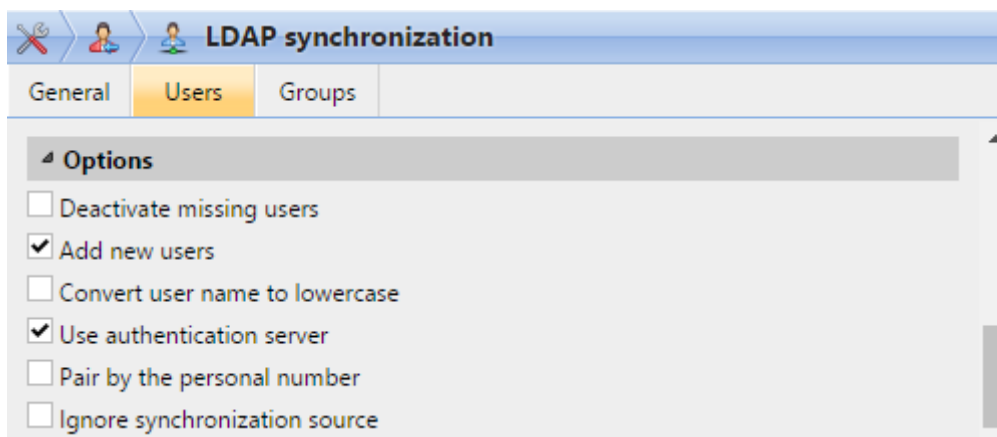 LDAP synchronization
General Users Groups
Options
Deactivate missing users
Add new users
Convert user name to lowercase
Use authentication server
Pair by the personal number
Ignore synchronization source